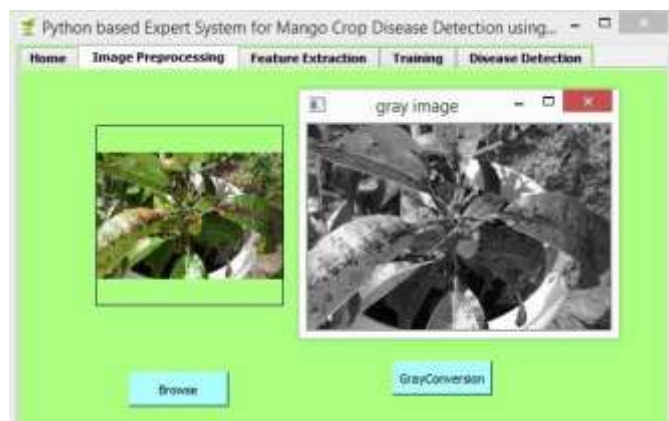 Python based Expert System for Mango Crop Disease Detection using...
Home Image Preprocessing Feature Extraction Training Disease Detection
gray image
Browse
GrayConversion